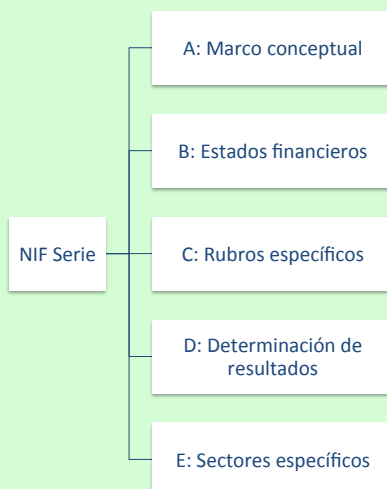 A: Marco conceptual
B: Estados financieros
NIF Serie
C: Rubros específicos
D: Determinación de
resultados
E: Sectores específicos